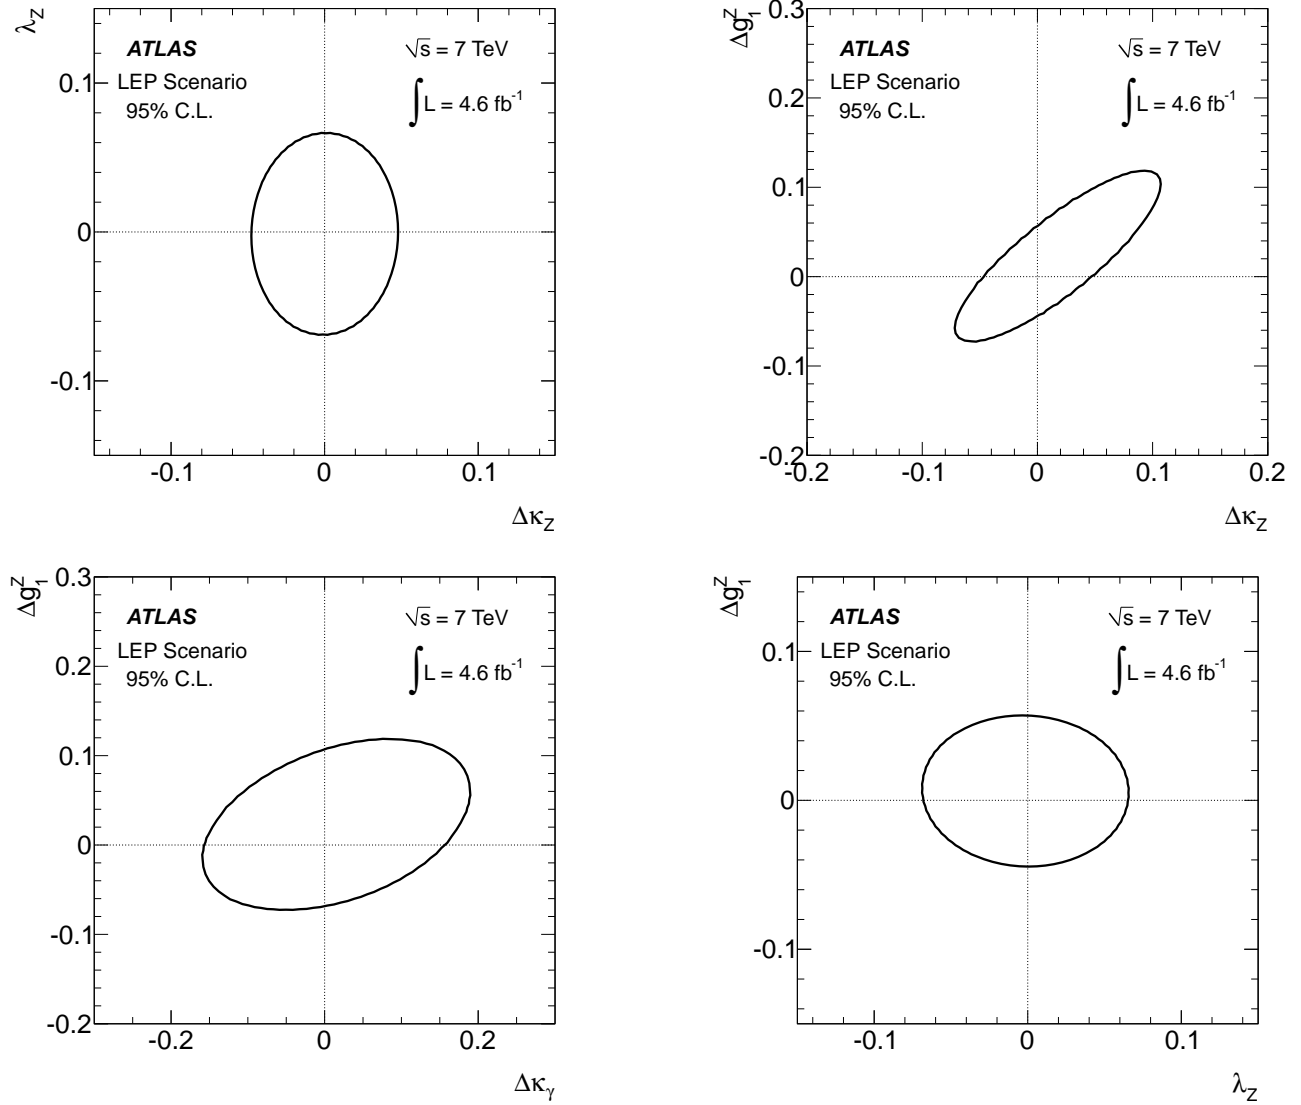 λZ
ATLAS
√s = 7 TeV
LEP Scenario
∫L = 4.6 fb-1
95% C.L.
0.1
0
-0.1
-0.1 0 0.1
ΔκZ
Δg1Z
0.3
ATLAS
√s = 7 TeV
LEP Scenario
∫L = 4.6 fb-1
95% C.L.
0.2
0.1
0
-0.1
-0.2
-0.2 -0.1 0 0.1 0.2
ΔκZ
Δg1Z
0.3
ATLAS
√s = 7 TeV
LEP Scenario
∫L = 4.6 fb-1
95% C.L.
0.2
0.1
0
-0.1
-0.2
-0.2 0 0.2
Δκγ
Δg1Z
ATLAS
√s = 7 TeV
LEP Scenario
∫L = 4.6 fb-1
95% C.L.
0.1
0
-0.1
-0.1 0 0.1
λZ